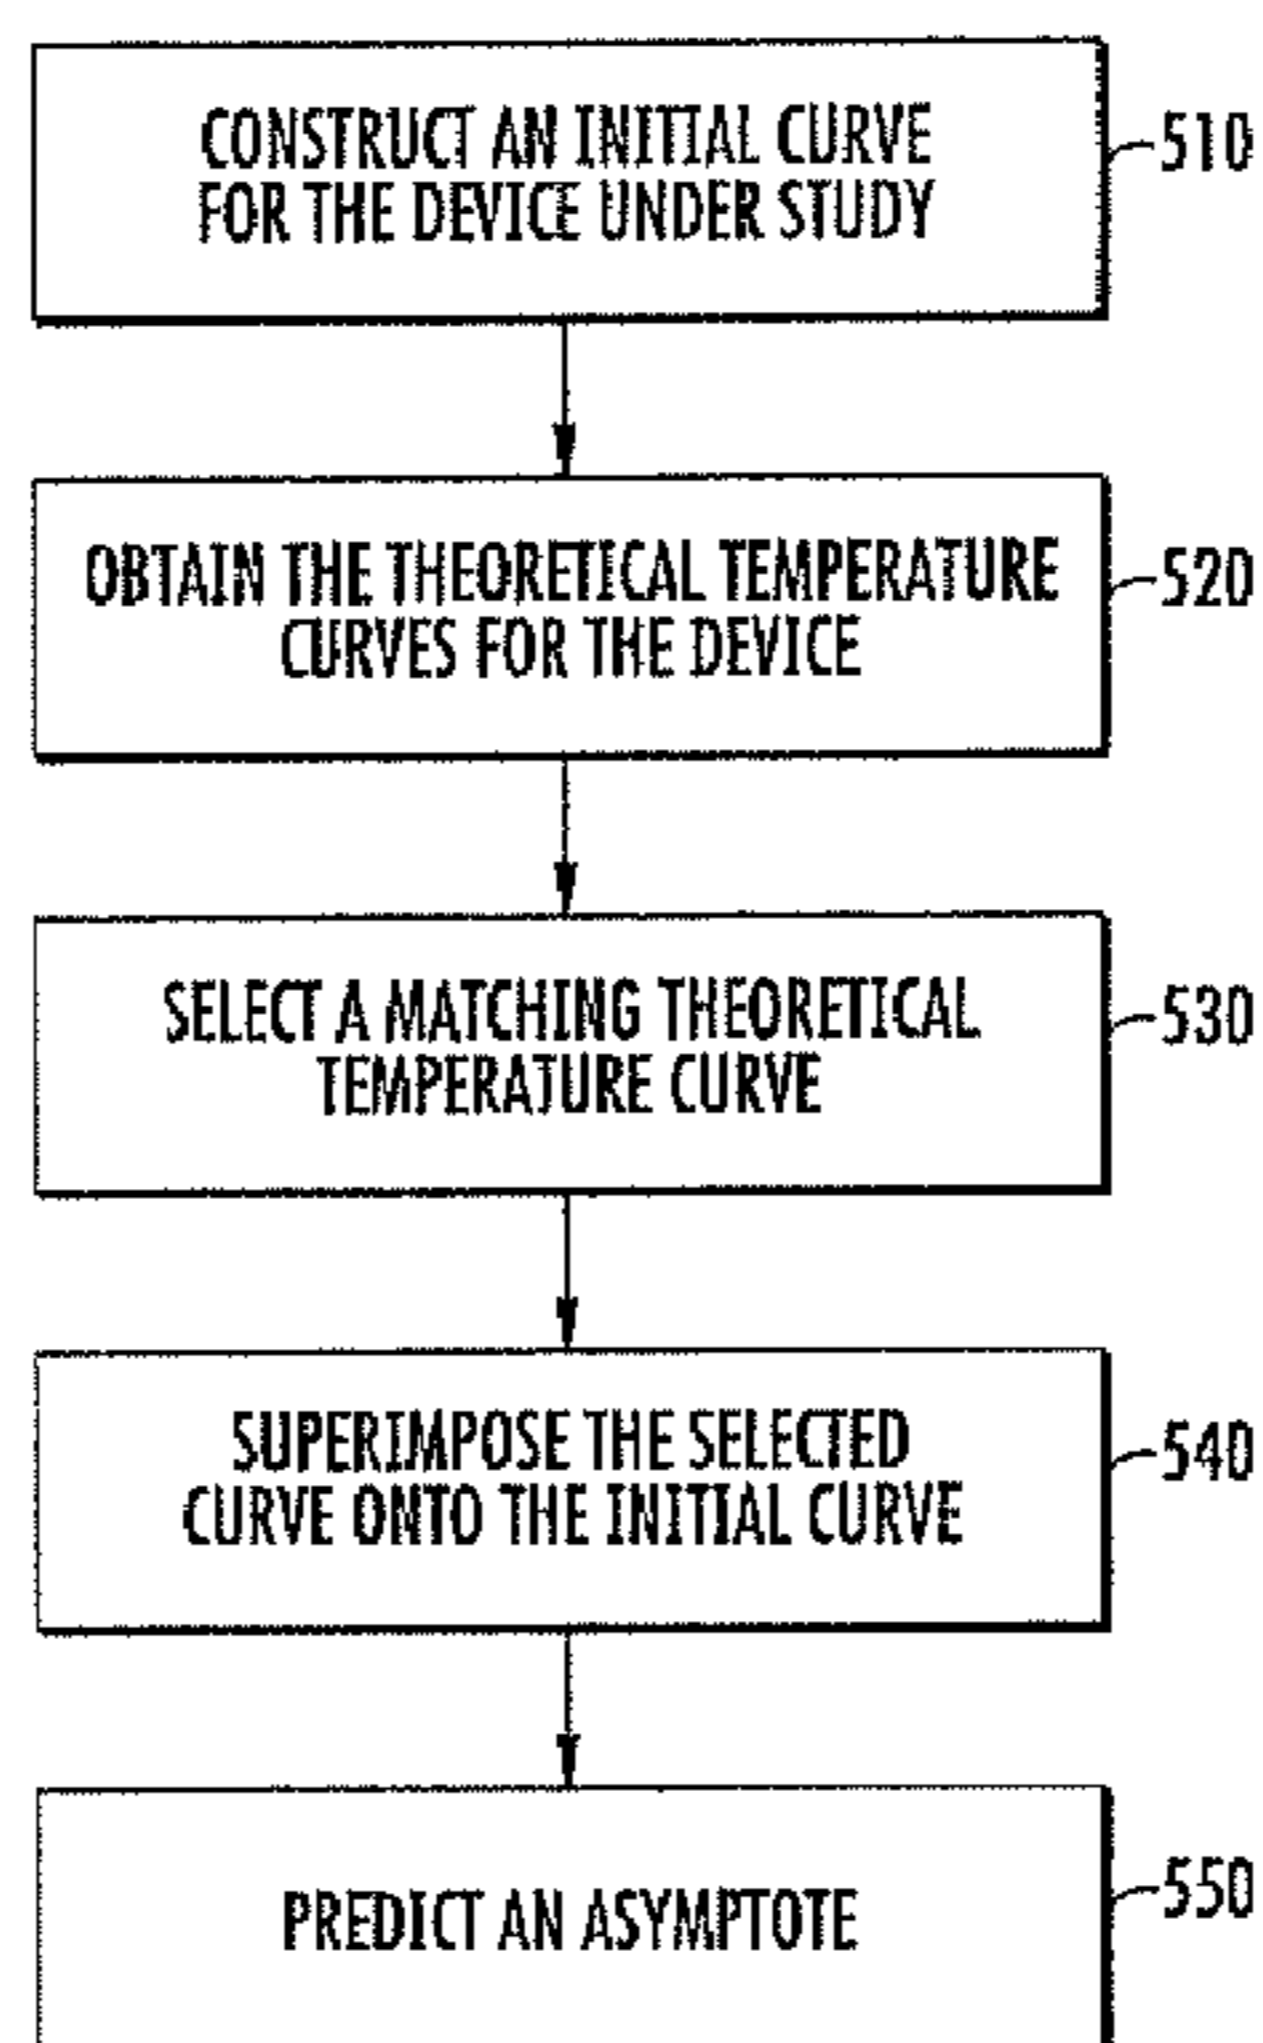 CONSTRUCT AN INITIAL CURVE
FOR THE DEVICE UNDER STUDY
510
OBTAIN THE THEORETICAL TEMPERATURE
CURVES FOR THE DEVICE
520
SELECT A MATCHING THEORETICAL
TEMPERATURE CURVE
530
SUPERIMPOSE THE SELECTED
CURVE ONTO THE INITIAL CURVE
540
PREDICT AN ASYMPTOTE
550